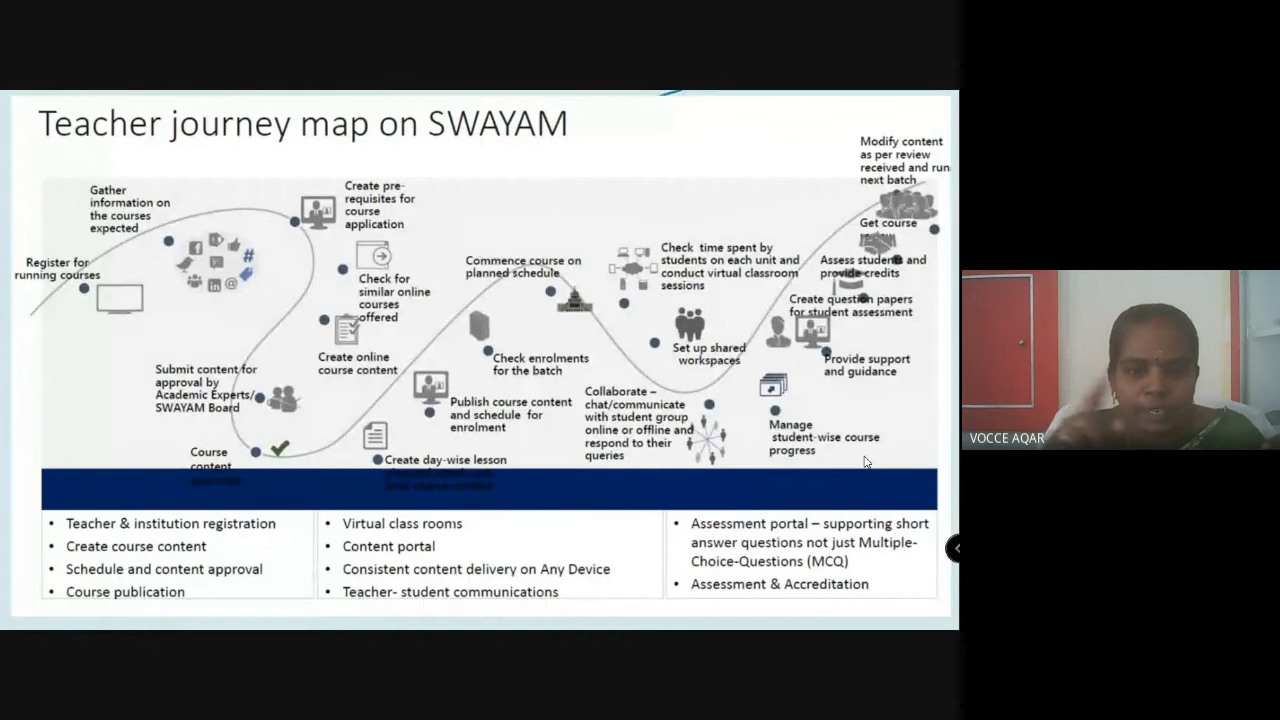 Teacher journey map on SWAYAM
Modify content
as per review
received and run
next batch
Gather
information on
the courses
expected
Create pre-
requisites for
course
application
Get course
Register for
running courses
Check for
similar online
courses
offered
Commence course on
planned schedule
Check time spent by
students on each unit and
conduct virtual classroom
sessions
Assess students and
provide credits
Create question papers
for student assessment
Create online
course content
Check enrolments
for the batch
Set up shared
workspaces
Provide support
and guidance
Submit content for
approval by
Academic Experts/
SWAYAM Board
Publish course content
and schedule for
enrolment
Collaborate –
chat/communicate
with student group
online or offline and
respond to their
queries
Manage
student-wise course
progress
Course
content
Create day-wise lesson
• Teacher & institution registration
• Create course content
• Schedule and content approval
• Course publication
• Virtual class rooms
• Content portal
• Consistent content delivery on Any Device
• Teacher- student communications
• Assessment portal – supporting short
answer questions not just Multiple-
Choice-Questions (MCQ)
• Assessment & Accreditation
VOCCE AQAR